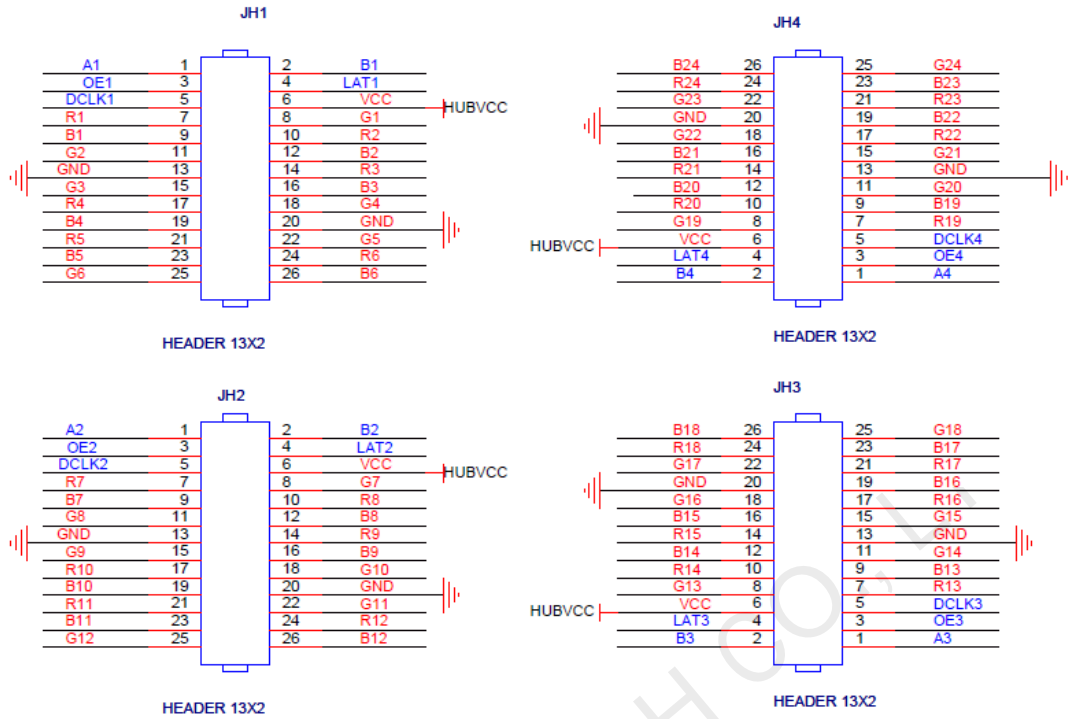 JH1
A1 1 2 B1
OE1 3 4 LAT1
DCLK1 5 6 VCC HUBVCC
R1 7 8 G1
B1 9 10 R2
G2 11 12 B2
GND 13 14 R3
G3 15 16 B3
R4 17 18 G4
B4 19 20 GND
R5 21 22 G5
B5 23 24 R6
G6 25 26 B6
HEADER 13X2
JH4
B24 26 25 G24
R24 24 23 B23
G23 22 21 R23
GND 20 19 B22
G22 18 17 R22
B21 16 15 G21
R21 14 13 GND
B20 12 11 G20
R20 10 9 B19
G19 8 7 R19
HUBVCC VCC 6 5 DCLK4
LAT4 4 3 OE4
B4 2 1 A4
HEADER 13X2
JH2
A2 1 2 B2
OE2 3 4 LAT2
DCLK2 5 6 VCC HUBVCC
R7 7 8 G7
B7 9 10 R8
G8 11 12 B8
GND 13 14 R9
G9 15 16 B9
R10 17 18 G10
B10 19 20 GND
R11 21 22 G11
B11 23 24 R12
G12 25 26 B12
HEADER 13X2
JH3
B18 26 25 G18
R18 24 23 B17
G17 22 21 R17
GND 20 19 B16
G16 18 17 R16
B15 16 15 G15
R15 14 13 GND
B14 12 11 G14
R14 10 9 B13
G13 8 7 R13
HUBVCC VCC 6 5 DCLK3
LAT3 4 3 OE3
B3 2 1 A3
HEADER 13X2